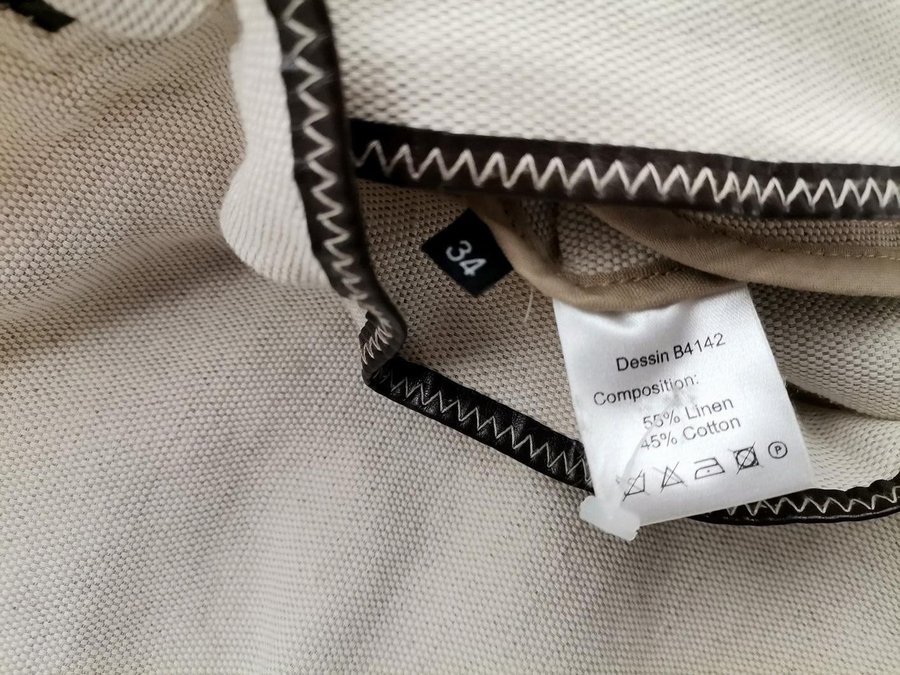 34
Dessin B4142
Composition:
55% Linen
45% Cotton
P